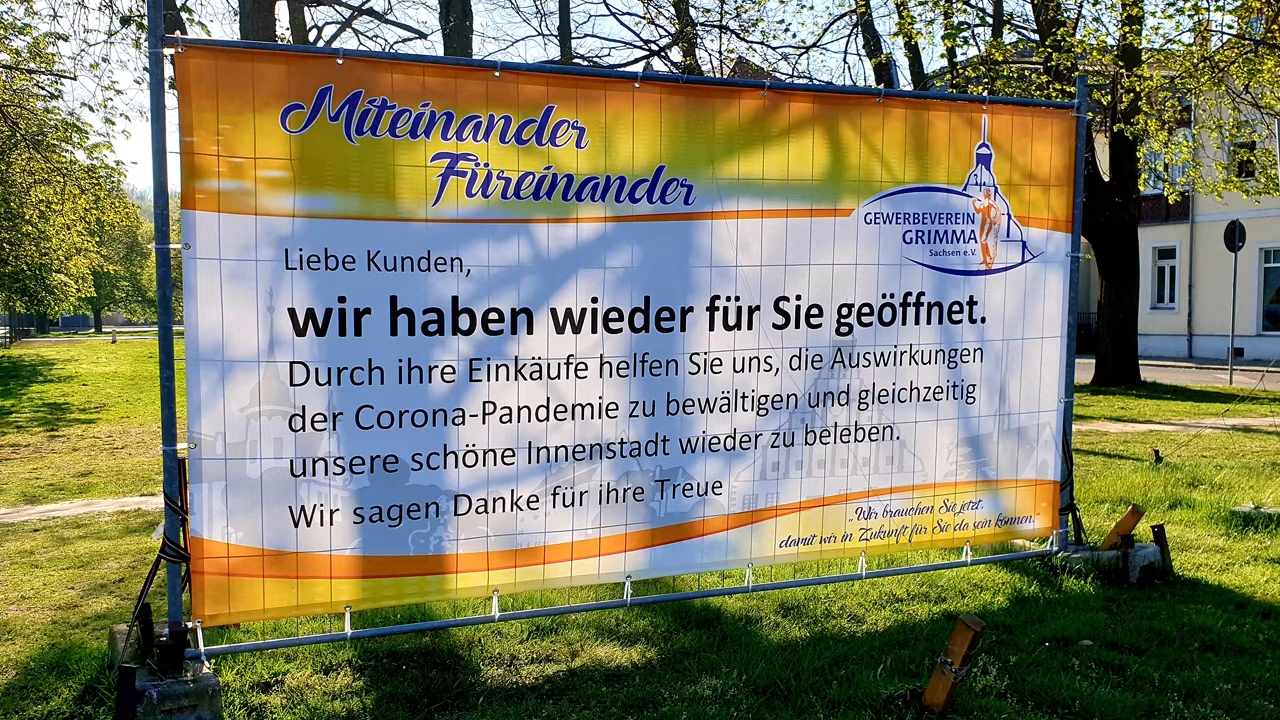 Miteinander
Füreinander
GEWERBEVEREIN
GRIMMA
Sachsen e.V.
Liebe Kunden,
wir haben wieder für Sie geöffnet.
Durch ihre Einkäufe helfen Sie uns, die Auswirkungen
der Corona-Pandemie zu bewältigen und gleichzeitig
unsere schöne Innenstadt wieder zu beleben.
Wir sagen Danke für ihre Treue
„Wir brauchen Sie jetzt,
damit wir in Zukunft für Sie da sein können.“